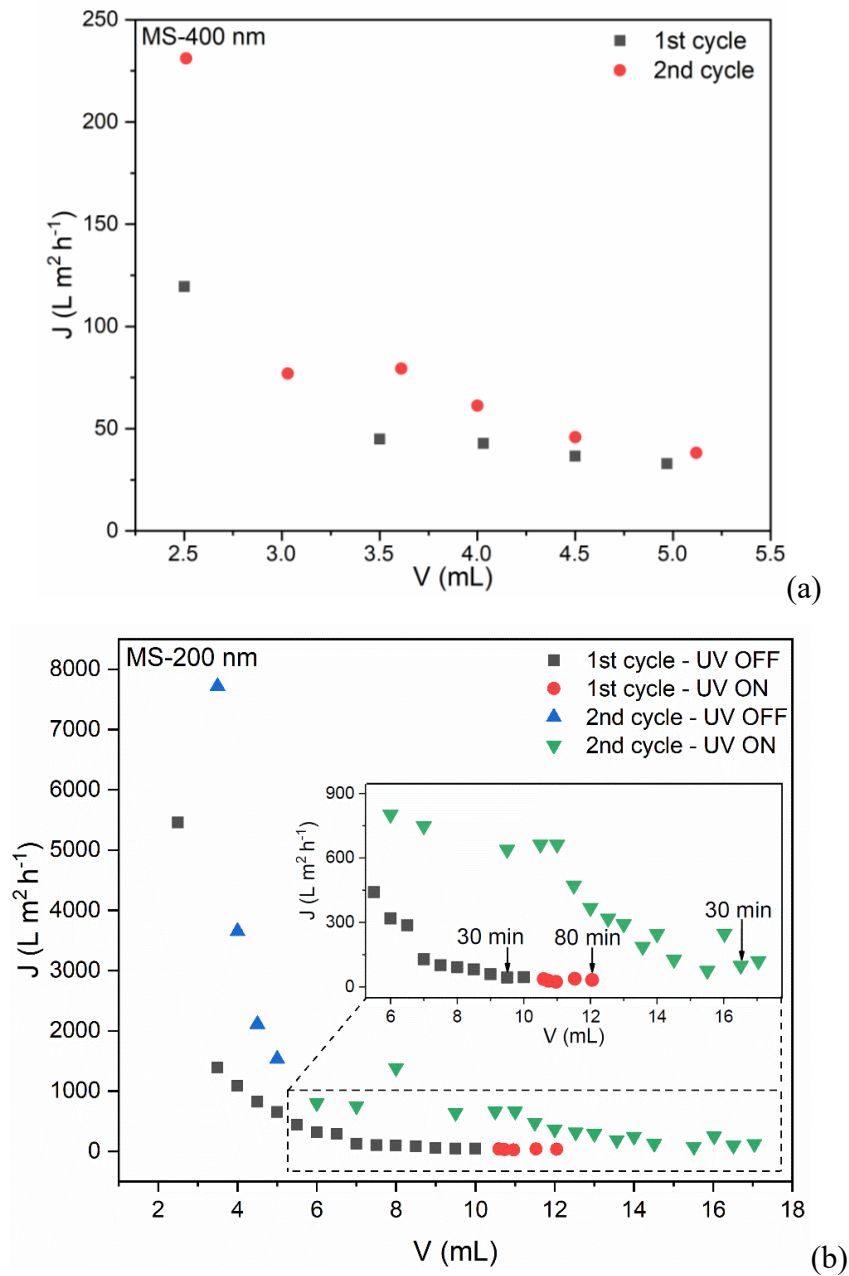 MS-400 nm
1st cycle
2nd cycle
250
200
150
100
50
0
J (L m² h⁻¹)
2.5 3.0 3.5 4.0 4.5 5.0 5.5
V (mL)
(a)
MS-200 nm
1st cycle - UV OFF
1st cycle - UV ON
2nd cycle - UV OFF
2nd cycle - UV ON
8000
7000
6000
5000
4000
3000
2000
1000
0
J (L m² h⁻¹)
900
600
300
0
J (L m² h⁻¹)
30 min
80 min
30 min
6 8 10 12 14 16
V (mL)
2 4 6 8 10 12 14 16 18
V (mL)
(b)